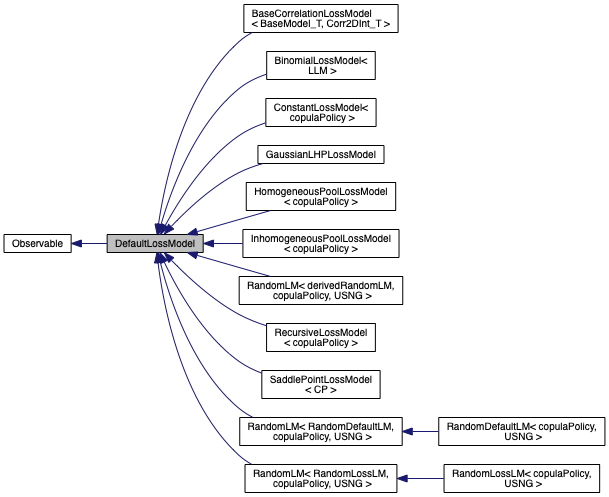 BaseCorrelationLossModel
< BaseModel_T, Corr2DInt_T >
BinomialLossModel<
LLM >
ConstantLossModel<
copulaPolicy >
GaussianLHPLossModel
HomogeneousPoolLossModel
< copulaPolicy >
Observable
DefaultLossModel
InhomogeneousPoolLossModel
< copulaPolicy >
RandomLM< derivedRandomLM,
copulaPolicy, USNG >
RecursiveLossModel
< copulaPolicy >
SaddlePointLossModel
< CP >
RandomLM< RandomDefaultLM,
copulaPolicy, USNG >
RandomDefaultLM< copulaPolicy,
USNG >
RandomLM< RandomLossLM,
copulaPolicy, USNG >
RandomLossLM< copulaPolicy,
USNG >